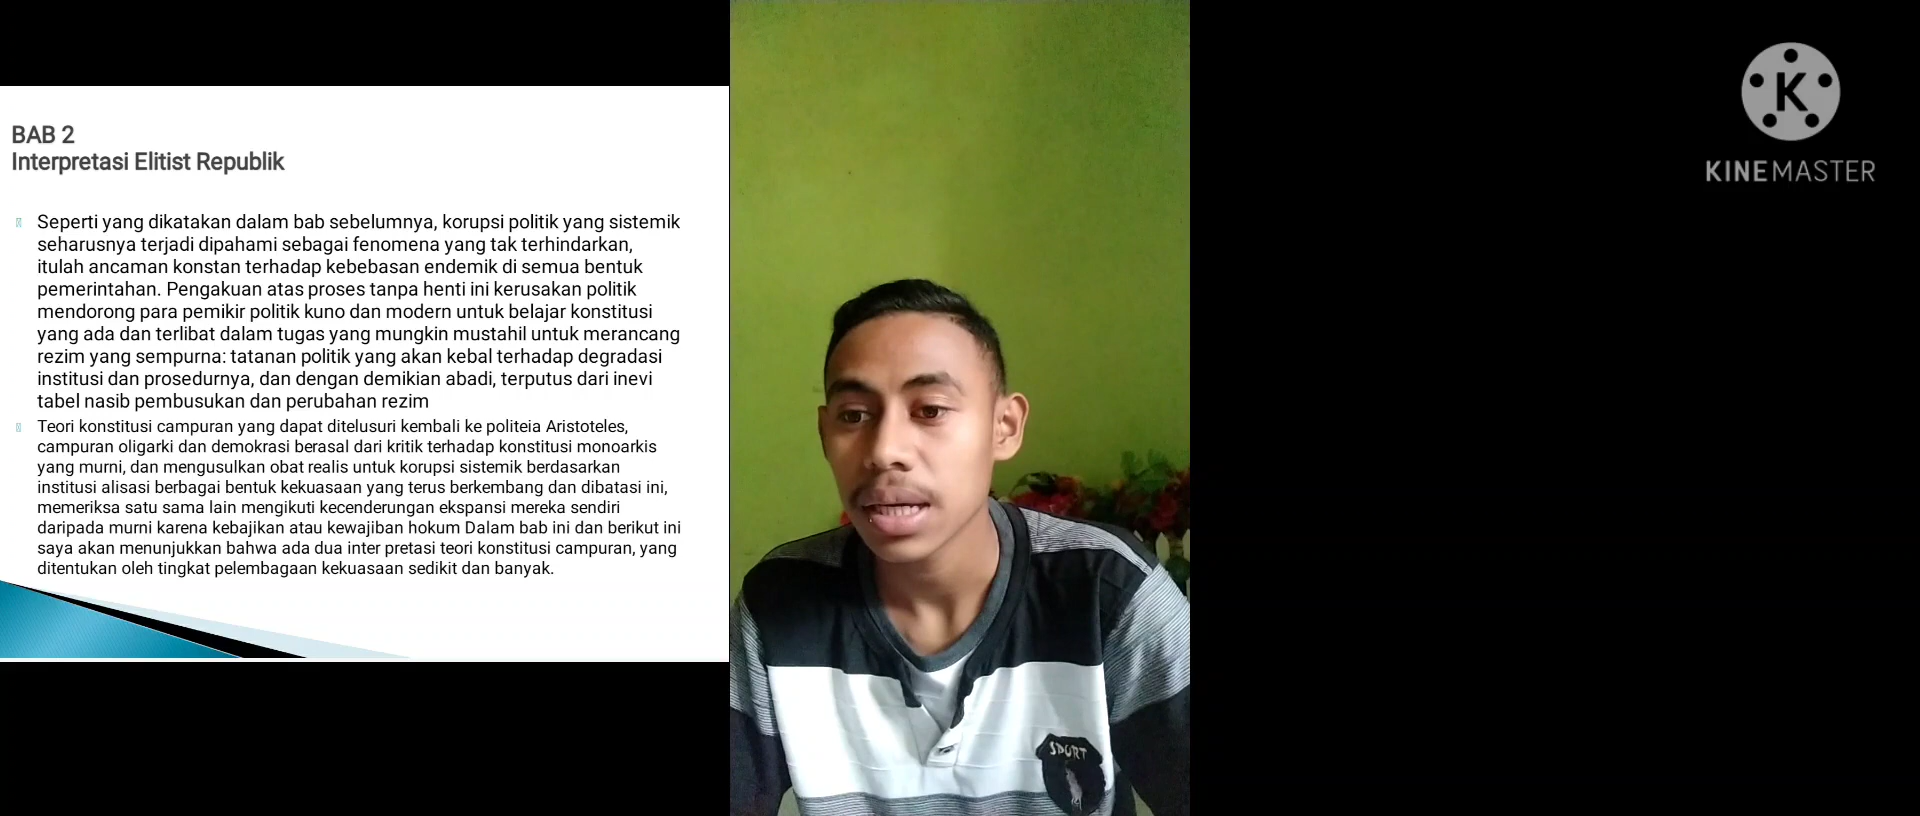 BAB 2
Interpretasi Elitist Republik
Seperti yang dikatakan dalam bab sebelumnya, korupsi politik yang sistemik
seharusnya terjadi dipahami sebagai fenomena yang tak terhindarkan,
itulah ancaman konstan terhadap kebebasan endemik di semua bentuk
pemerintahan. Pengakuan atas proses tanpa henti ini kerusakan politik
mendorong para pemikir politik kuno dan modern untuk belajar konstitusi
yang ada dan terlibat dalam tugas yang mungkin mustahil untuk merancang
rezim yang sempurna: tatanan politik yang akan kebal terhadap degradasi
institusi dan prosedurnya, dan dengan demikian abadi, terputus dari inevi
tabel nasib pembusukan dan perubahan rezim
Teori konstitusi campuran yang dapat ditelusuri kembali ke politeia Aristoteles,
campuran oligarki dan demokrasi berasal dari kritik terhadap konstitusi monoarkis
yang murni, dan mengusulkan obat realis untuk korupsi sistemik berdasarkan
institusi alisasi berbagai bentuk kekuasaan yang terus berkembang dan dibatasi ini,
memeriksa satu sama lain mengikuti kecenderungan ekspansi mereka sendiri
daripada murni karena kebajikan atau kewajiban hokum Dalam bab ini dan berikut ini
saya akan menunjukkan bahwa ada dua inter pretasi teori konstitusi campuran, yang
ditentukan oleh tingkat pelembagaan kekuasaan sedikit dan banyak.
SPORT
K
KINEMASTER